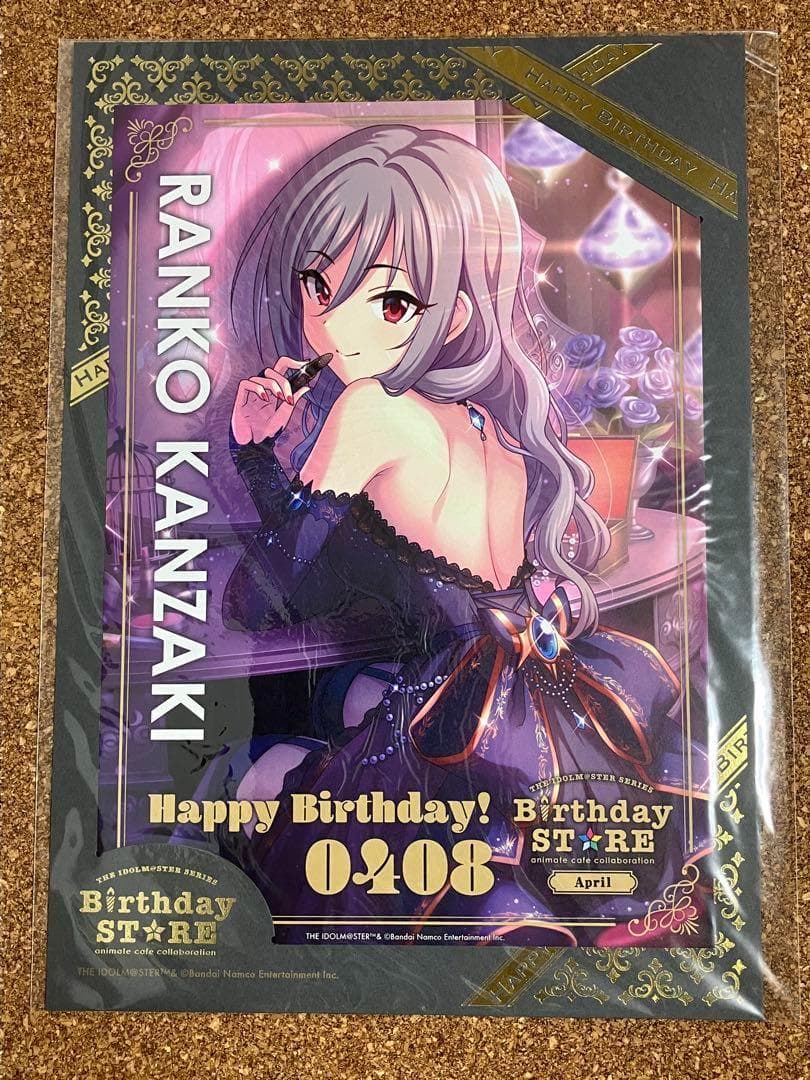 HDAY
HAPPY BIRTHDAY HA
RANKO KANZAKI
HA
BIR
Happy Birthday!
0408
THE IDOLM@STER SERIES
Birthday
ST★RE
animate cafe collaboration
April
THE IDOLM@STER SERIES
Birthday
ST★RE
animate cafe collaboration
THE IDOLM@STER™& ©Bandai Namco Entertainment Inc.
THE IDOLM@STER™& ©Bandai Namco Entertainment Inc.
HAPPY